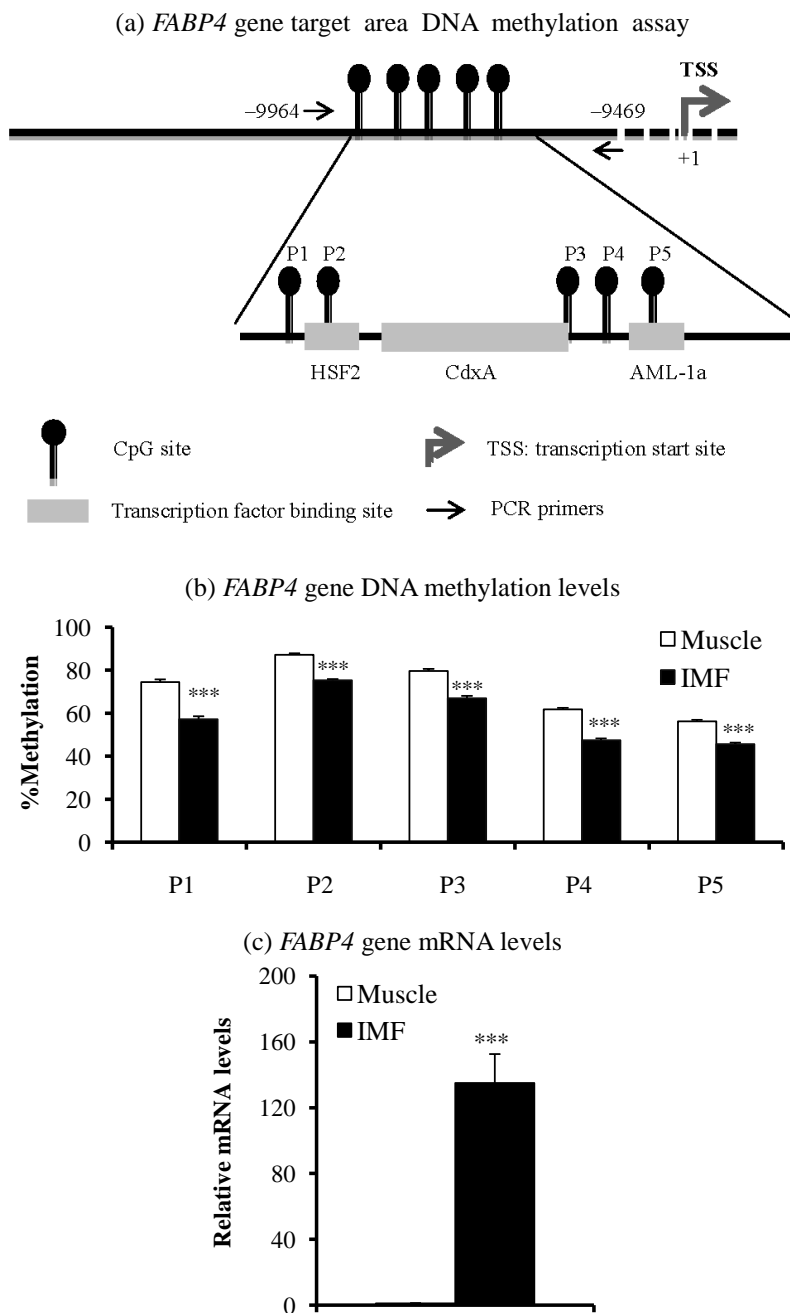 (a) FABP4 gene target area DNA methylation assay
TSS
–9964
–9469
+1
P1 P2 P3 P4 P5
HSF2 CdxA AML-1a
CpG site
TSS: transcription start site
Transcription factor binding site
PCR primers
(b) FABP4 gene DNA methylation levels
%Methylation
100
80
60
40
20
0
Muscle
IMF
*** *** *** *** ***
P1 P2 P3 P4 P5
(c) FABP4 gene mRNA levels
Relative mRNA levels
200
160
120
80
40
0
Muscle
IMF
***